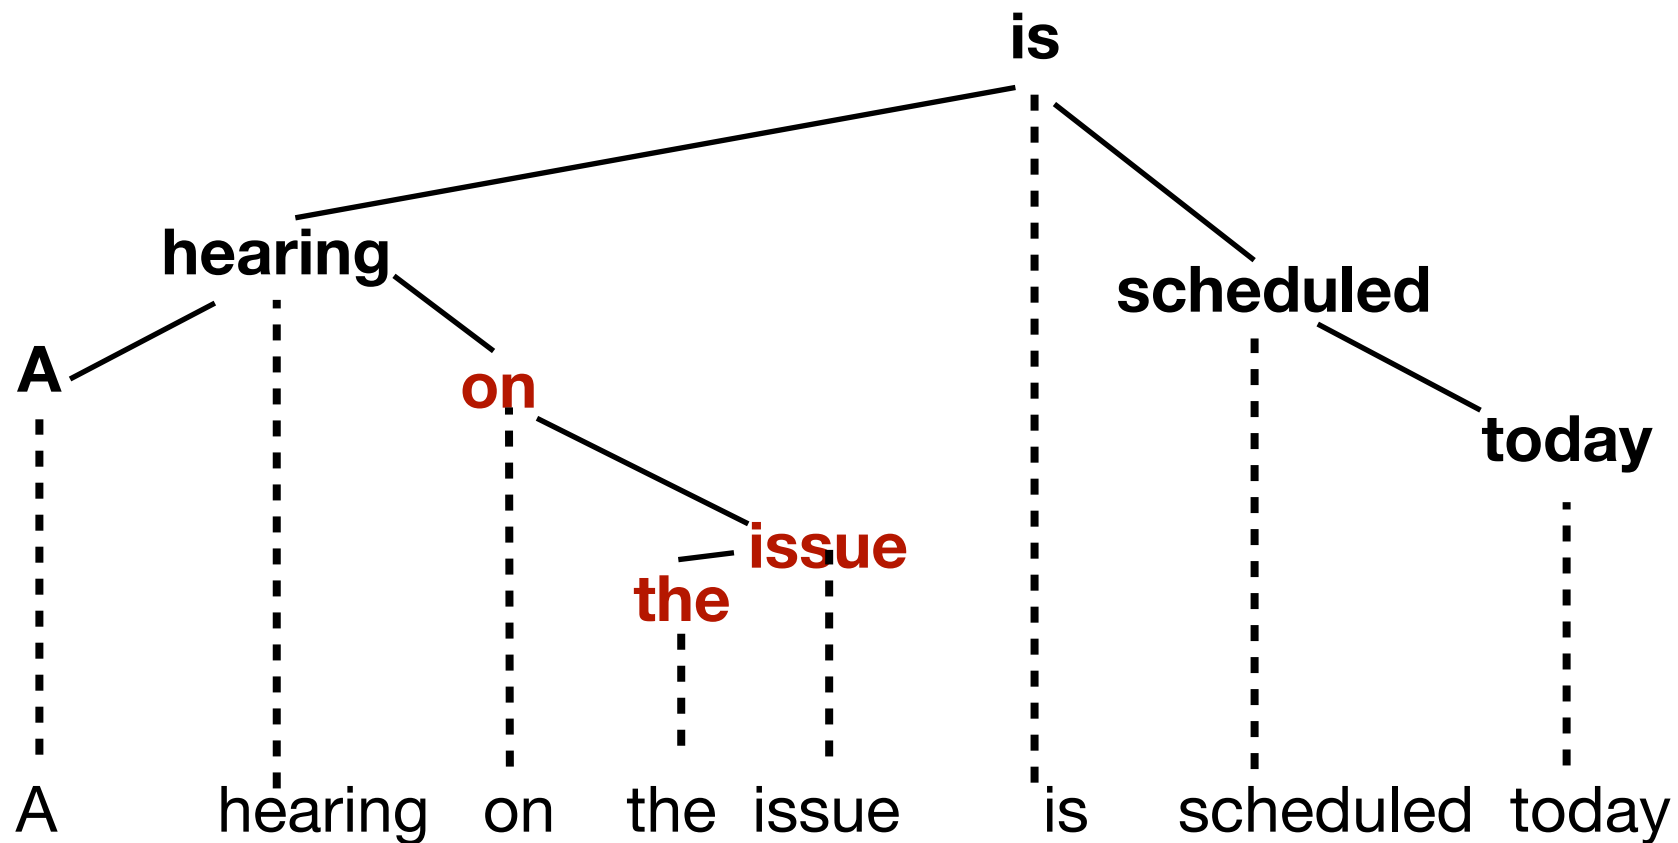 is
hearing
scheduled
A
on
today
issue
the
A hearing on the issue is scheduled today